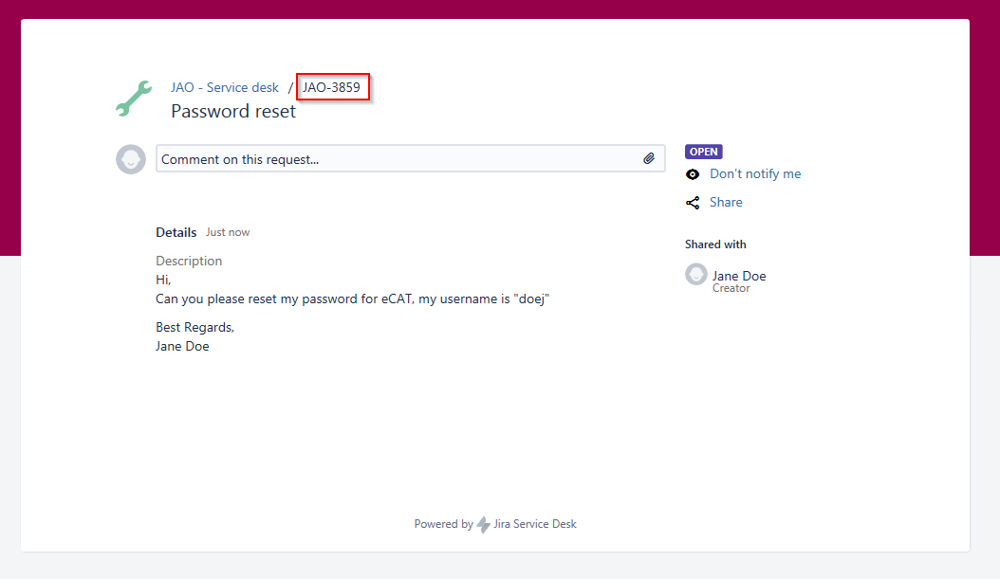 JAO - Service desk / JAO-3859
Password reset
Comment on this request...
OPEN
Don't notify me
Share
Details Just now
Shared with
Description
Hi,
Can you please reset my password for eCAT, my username is "doej"
Jane Doe
Creator
Best Regards,
Jane Doe
Powered by Jira Service Desk